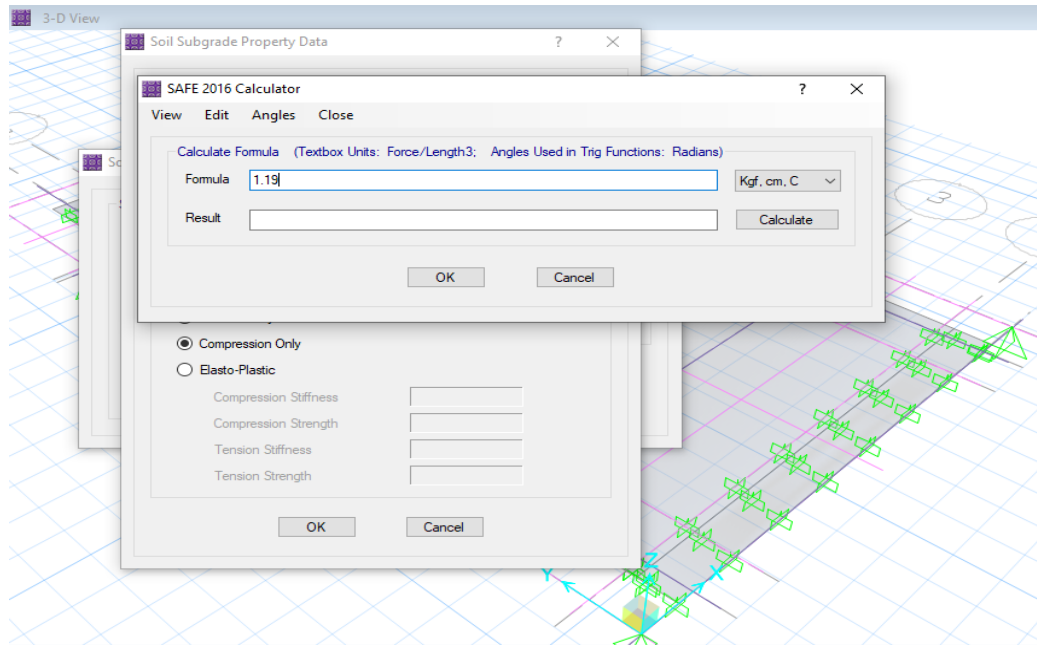 3-D View
Soil Subgrade Property Data ? ×
SAFE 2016 Calculator ? ×
View Edit Angles Close
So
Calculate Formula (Textbox Units: Force/Length3; Angles Used in Trig Functions: Radians)
Formula 1.19 Kgf, cm, C
Result Calculate
OK Cancel
Compression Only
Elasto-Plastic
Compression Stiffness
Compression Strength
Tension Stiffness
Tension Strength
OK Cancel
3
Z
Y X